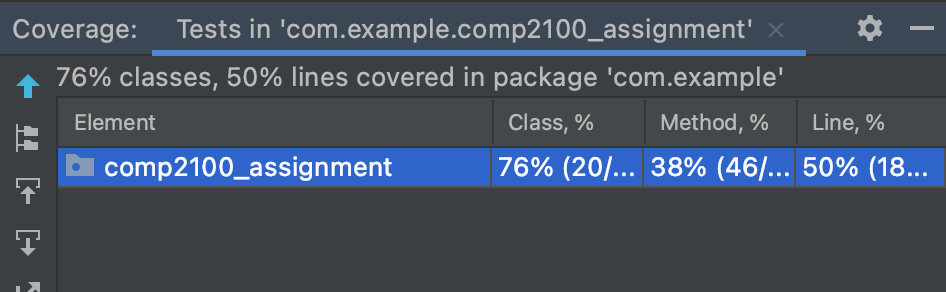 Coverage: Tests in 'com.example.comp2100_assignment'
76% classes, 50% lines covered in package 'com.example'
Element Class, % Method, % Line, %
comp2100_assignment 76% (20/... 38% (46/... 50% (18...